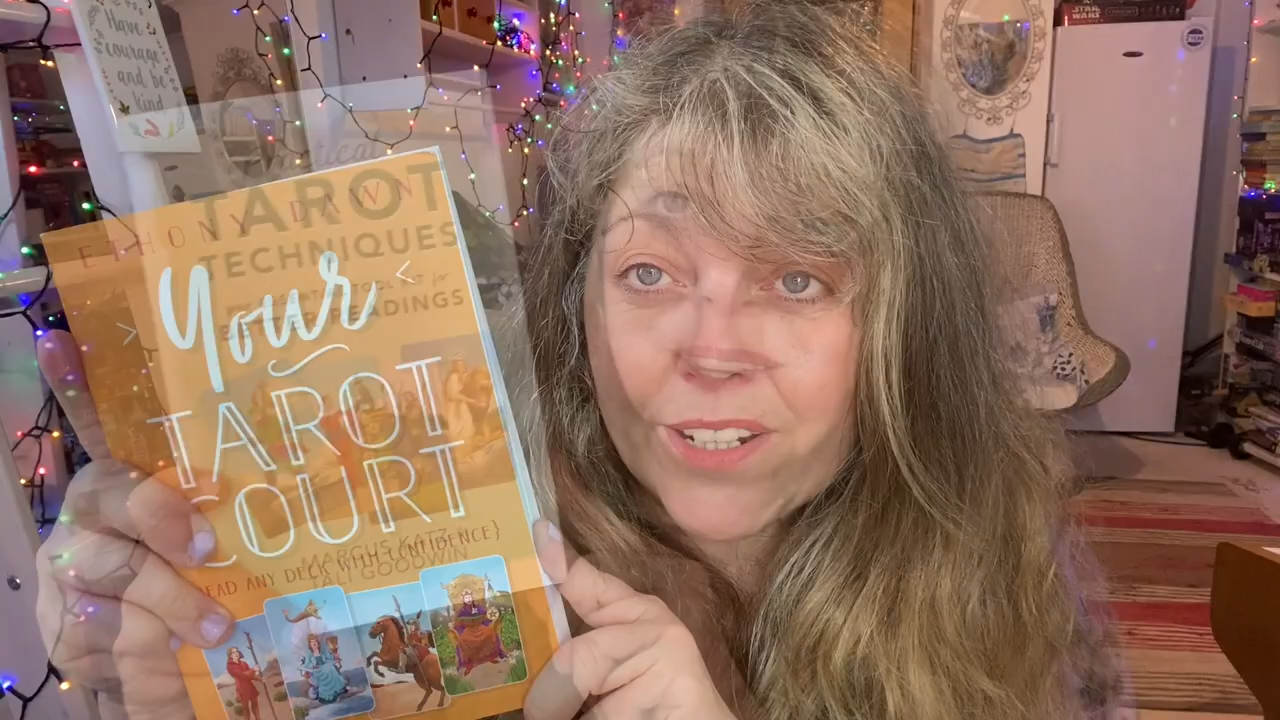 Have
courage
and be
kind
STAR
WARS
ETHONY DAWN
Your
TAROT
COURT
{READ ANY DECK WITH CONFIDENCE}
TAROT
TECHNIQUES
BETTER READINGS
MARCUS KATZ
TALI GOODWIN